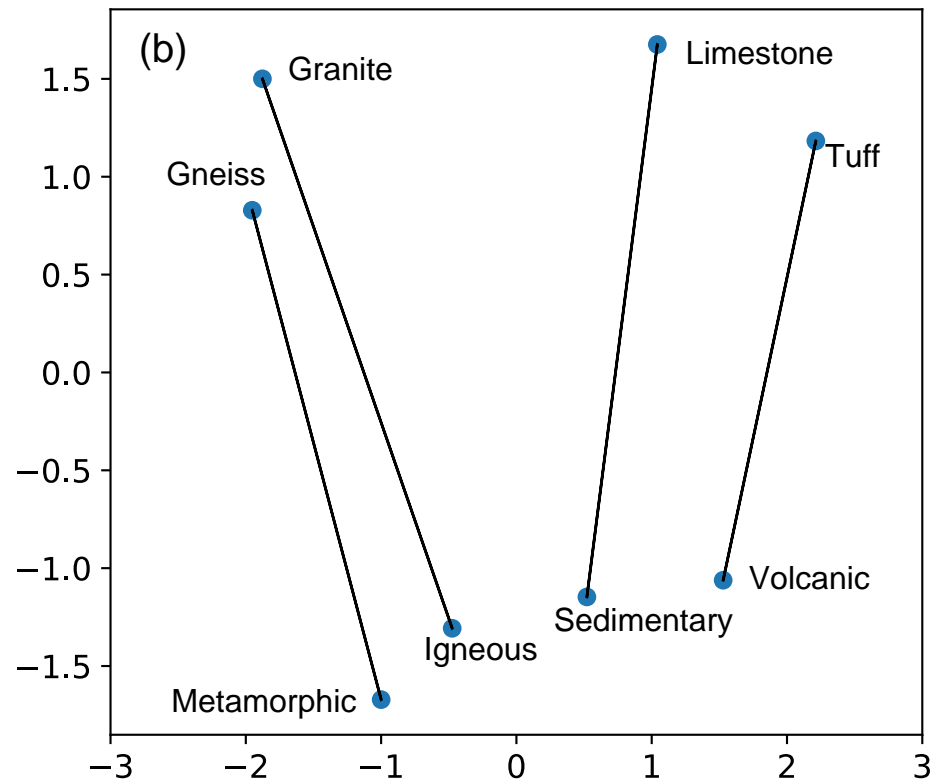 (b)
Granite
Limestone
1.5
Tuff
Gneiss
1.0
0.5
0.0
−0.5
−1.0
Volcanic
Sedimentary
Igneous
−1.5
Metamorphic
−3 −2 −1 0 1 2 3